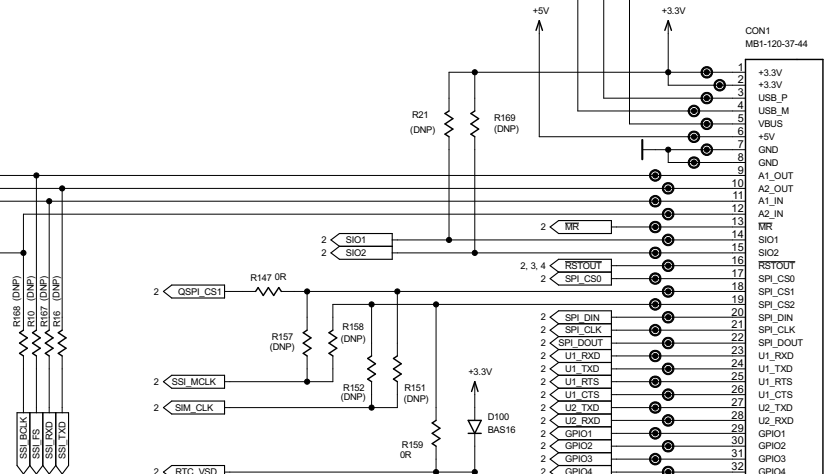 +5V
+3.3V
CON1
MB1-120-37-44
1 +3.3V
2 +3.3V
3 USB_P
4 USB_M
5 VBUS
6 +5V
7 GND
8 GND
9 A1_OUT
10 A2_OUT
11 A1_IN
12 A2_IN
13 MR
14 SIO1
15 SIO2
16 RSTOUT
17 SPI_CS0
18 SPI_CS1
19 SPI_CS2
20 SPI_DIN
21 SPI_CLK
22 SPI_DOUT
23 U1_RXD
24 U1_TXD
25 U1_RTS
26 U1_CTS
27 U2_TXD
28 U2_RXD
29 GPIO1
30 GPIO2
31 GPIO3
32 GPIO4
R21
(DNP)
R169
(DNP)
2 MR
2 SIO1
2 SIO2
2, 3, 4 RSTOUT
2 SPI_CS0
R147 0R
2 QSPI_CS1
2 SPI_DIN
2 SPI_CLK
2 SPI_DOUT
2 U1_RXD
2 U1_TXD
2 U1_RTS
2 U1_CTS
2 U2_TXD
2 U2_RXD
2 GPIO1
2 GPIO2
2 GPIO3
2 GPIO4
R168 (DNP)
R10 (DNP)
R167 (DNP)
R16 (DNP)
R157
(DNP)
R158
(DNP)
R152
(DNP)
R151
(DNP)
2 SSI_MCLK
2 SIM_CLK
+3.3V
D100
BAS16
R159
0R
SSI_BCLK
SSI_FS
SSI_RXD
SSI_TXD
2 RTC_VSD